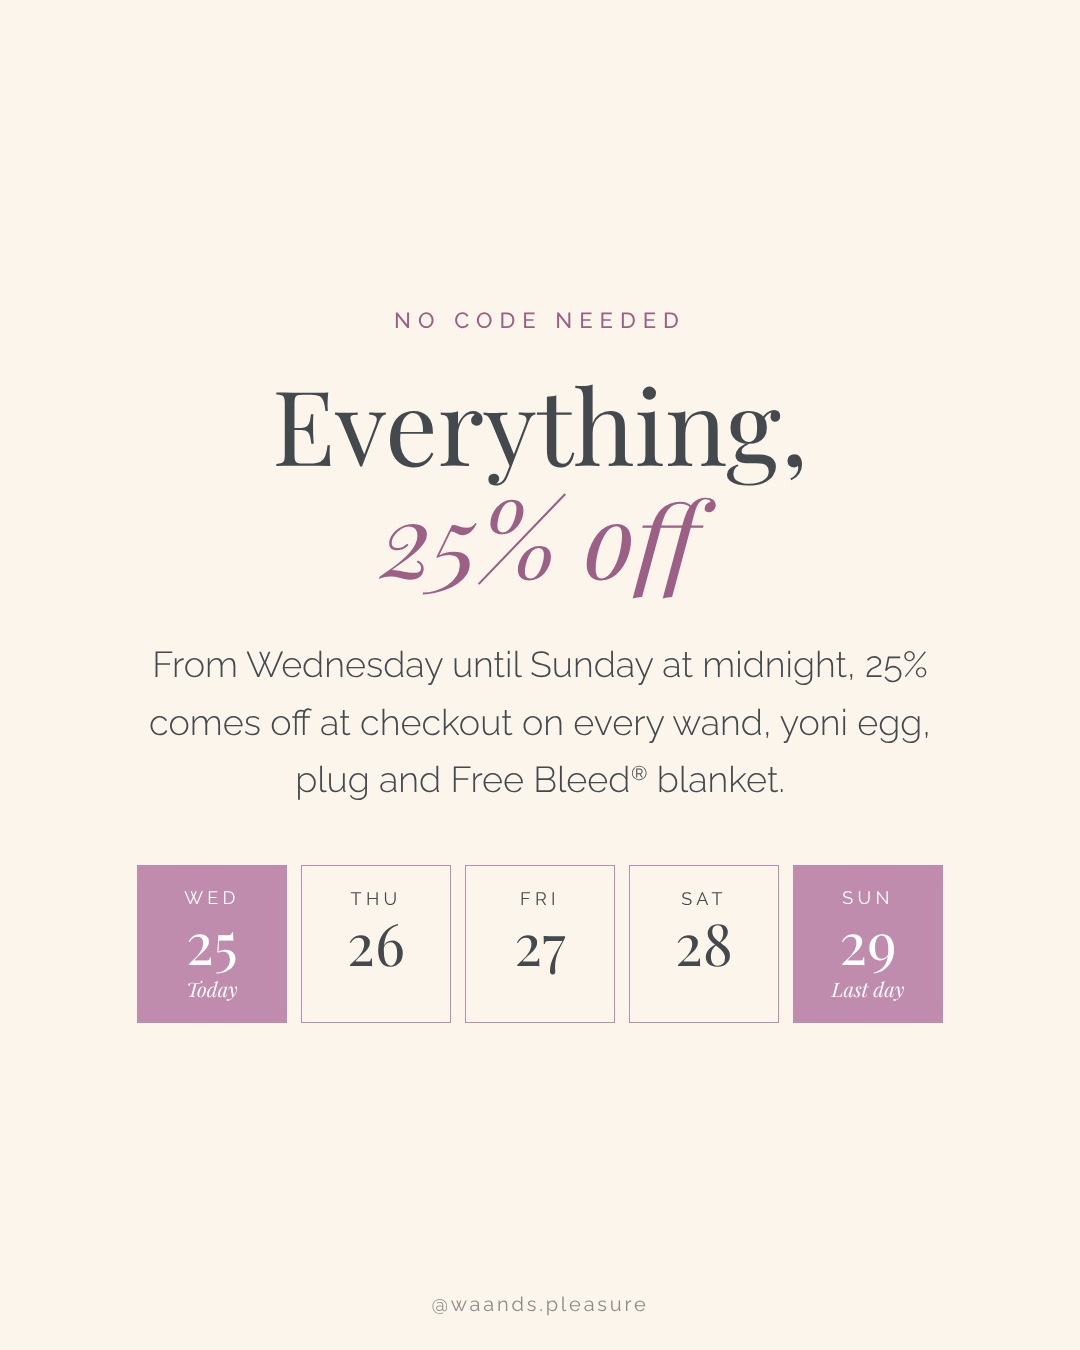 NO CODE NEEDED
Everything,
25% off
From Wednesday until Sunday at midnight, 25%
comes off at checkout on every wand, yoni egg,
plug and Free Bleed® blanket.
WED
25
Today
THU
26
FRI
27
SAT
28
SUN
29
Last day
@waands.pleasure